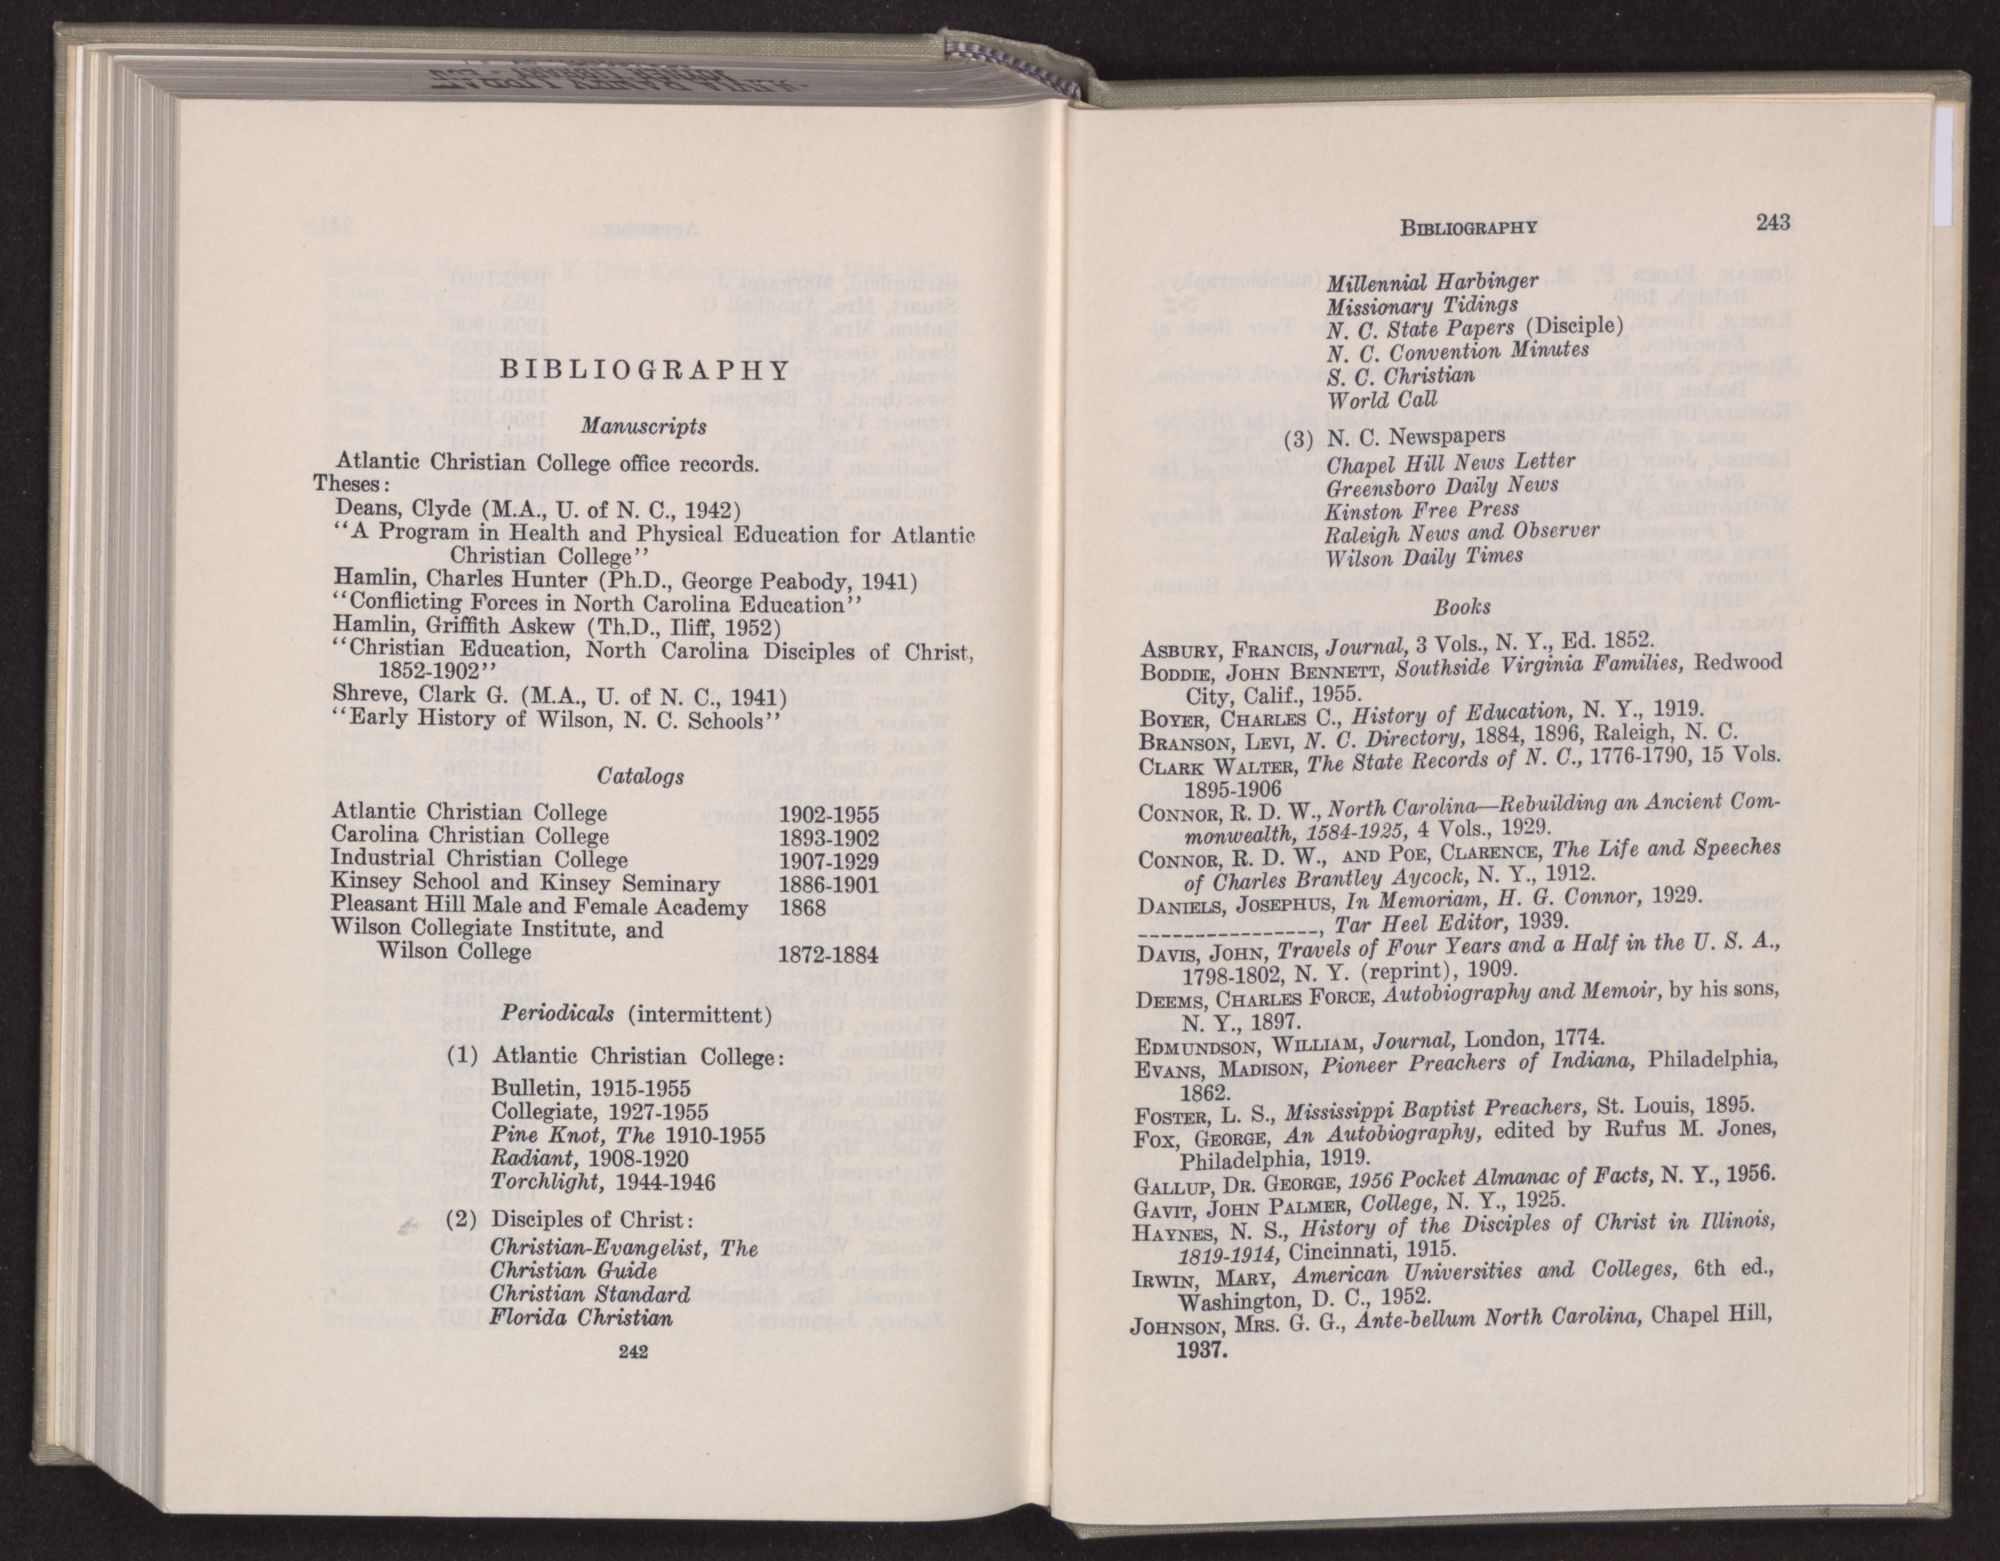 BIBLIOGRAPHY
Manuscripts
Atlantic Christian College office records.
Theses:
Deans, Clyde (M.A., U. of N. C., 1942)
‘‘A Program in Health and Physical Education for Atlantic
Christian College’’
Hamlin, Charles Hunter (Ph.D., George Peabody, 1941)
‘‘Conflicting Forces in North Carolina Education’’
Hamlin, Griffith Askew (Th.D., Iliff, 1952)
‘‘Christian Education, North Carolina Disciples of Christ,
1852-1902’’
Shreve, Clark G. (M.A., U. of N. C., 1941)
‘‘Early History of Wilson, N. C. Schools’’
Catalogs
Atlantic Christian College 1902-1955
Carolina Christian College 1893-1902
Industrial Christian College 1907-1929
Kinsey School and Kinsey Seminary 1886-1901
Pleasant Hill Male and Female Academy 1868
Wilson Collegiate Institute, and
Wilson College 1872-1884
Periodicals (intermittent)
(1) Atlantic Christian College:
Bulletin, 1915-1955
Collegiate, 1927-1955
Pine Knot, The 1910-1955
Radiant, 1908-1920
Torchlight, 1944-1946
(2) Disciples of Christ:
Christian-Evangelist, The
Christian Guide
Christian Standard
Florida Christian
242
BIBLIOGRAPHY 243
Millennial Harbinger
Missionary Tidings
N. C. State Papers (Disciple)
N. C. Convention Minutes
S. C. Christian
World Call
(3) N. C. Newspapers
Chapel Hill News Letter
Greensboro Daily News
Kinston Free Press
Raleigh News and Observer
Wilson Daily Times
Books
ASBURY, FRANCIS, Journal, 3 Vols., N. Y., Ed. 1852.
BODDIE, JOHN BENNETT, Southside Virginia Families, Redwood
City, Calif., 1955.
BOYER, CHARLES C., History of Education, N. Y., 1919.
BRANSON, LEVI, N. C. Directory, 1884, 1896, Raleigh, N. C.
CLARK WALTER, The State Records of N. C., 1776-1790, 15 Vols.
1895-1906
CONNOR, R. D. W., North Carolina—Rebuilding an Ancient Com-
monwealth, 1584-1925, 4 Vols., 1929.
CONNOR, R. D. W., AND POE, CLARENCE, The Life and Speeches
of Charles Brantley Aycock, N. Y., 1912.
DANIELS, JOSEPHUS, In Memoriam, H. G. Connor, 1929.
----------------, Tar Heel Editor, 1939.
DAVIS, JOHN, Travels of Four Years and a Half in the U. S. A.,
1798-1802, N. Y. (reprint), 1909.
DEEMS, CHARLES FORCE, Autobiography and Memoir, by his sons,
N. Y., 1897.
EDMUNDSON, WILLIAM, Journal, London, 1774.
EVANS, MADISON, Pioneer Preachers of Indiana, Philadelphia,
1862.
FOSTER, L. S., Mississippi Baptist Preachers, St. Louis, 1895.
FOX, GEORGE, An Autobiography, edited by Rufus M. Jones,
Philadelphia, 1919.
GALLUP, DR. GEORGE, 1956 Pocket Almanac of Facts, N. Y., 1956.
GAVIT, JOHN PALMER, College, N. Y., 1925.
HAYNES, N. S., History of the Disciples of Christ in Illinois,
1819-1914, Cincinnati, 1915.
IRWIN, MARY, American Universities and Colleges, 6th ed.,
Washington, D. C., 1952.
JOHNSON, MRS. G. G., Ante-bellum North Carolina, Chapel Hill,
1937.